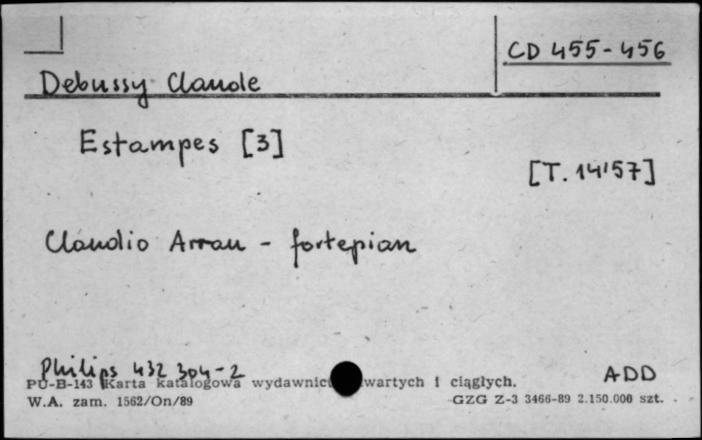 CD 455-456
Debussy Claude
Estampes [3]
[T. 14'57]
Claudio Arrau - fortepian
Philips 432 304-2
ADD
PU-B-143 Karta katalogowa wydawnic wartych i ciągłych.
W.A. zam. 1562/On/89
GZG Z-3 3466-89 2.150.000 szt.